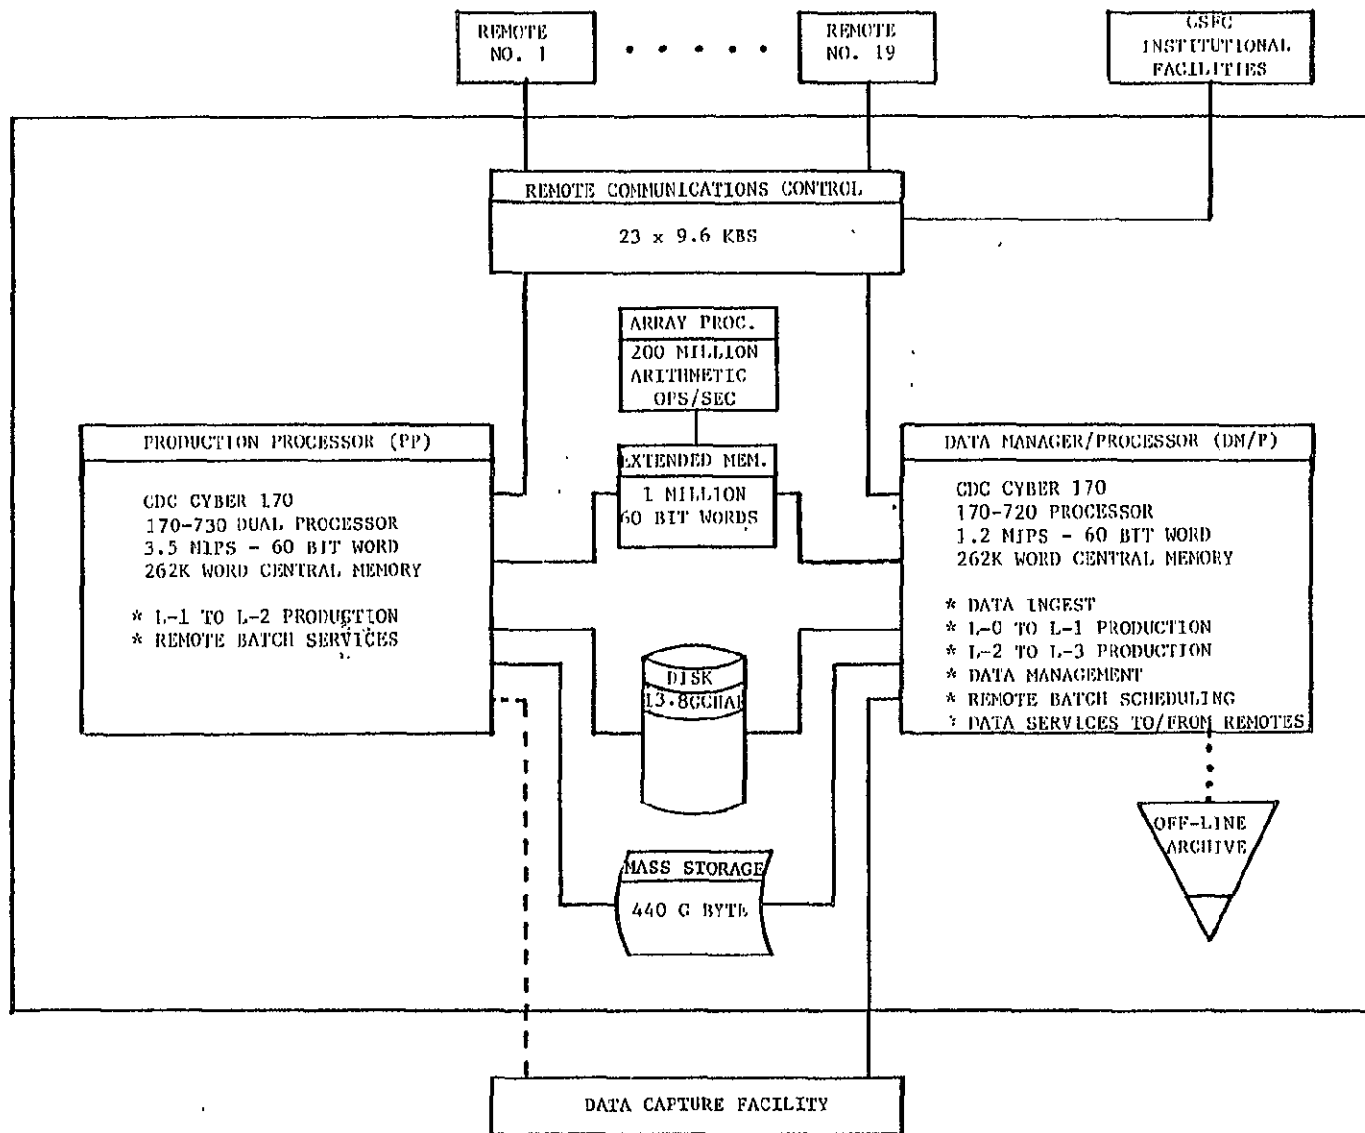 REMOTE
NO. 1
REMOTE
NO. 19
GSFC
INSTITUTIONAL
FACILITIES
REMOTE COMMUNICATIONS CONTROL
23 x 9.6 KBS
ARRAY PROC.
200 MILLION
ARITHMETIC
OPS/SEC
EXTENDED MEM.
1 MILLION
60 BIT WORDS
PRODUCTION PROCESSOR (PP)
CDC CYBER 170
170-730 DUAL PROCESSOR
3.5 MIPS - 60 BIT WORD
262K WORD CENTRAL MEMORY
* L-1 TO L-2 PRODUCTION
* REMOTE BATCH SERVICES
DATA MANAGER/PROCESSOR (DM/P)
CDC CYBER 170
170-720 PROCESSOR
1.2 MIPS - 60 BIT WORD
262K WORD CENTRAL MEMORY
* DATA INGEST
* L-0 TO L-1 PRODUCTION
* L-2 TO L-3 PRODUCTION
* DATA MANAGEMENT
* REMOTE BATCH SCHEDULING
* DATA SERVICES TO/FROM REMOTES
DISK
13.8GCHAR
MASS STORAGE
440 G BYTE
OFF-LINE
ARCHIVE
DATA CAPTURE FACILITY